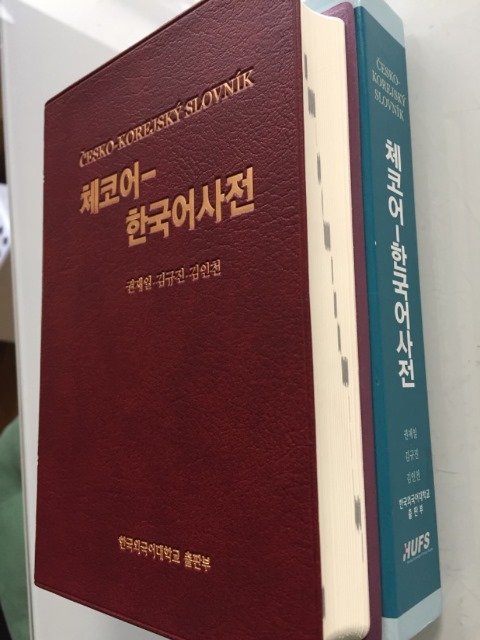 ČESKO-KOREJSKÝ SLOVNÍK
체코어-
한국어사전
권재일·김규진·김인천
한국외국어대학교 출판부
ČESKO-
KOREJSKÝ
SLOVNÍK
체코어-한국어사전
권재일
김규진
김인천
한국외국어대학교
출판부
HUFS